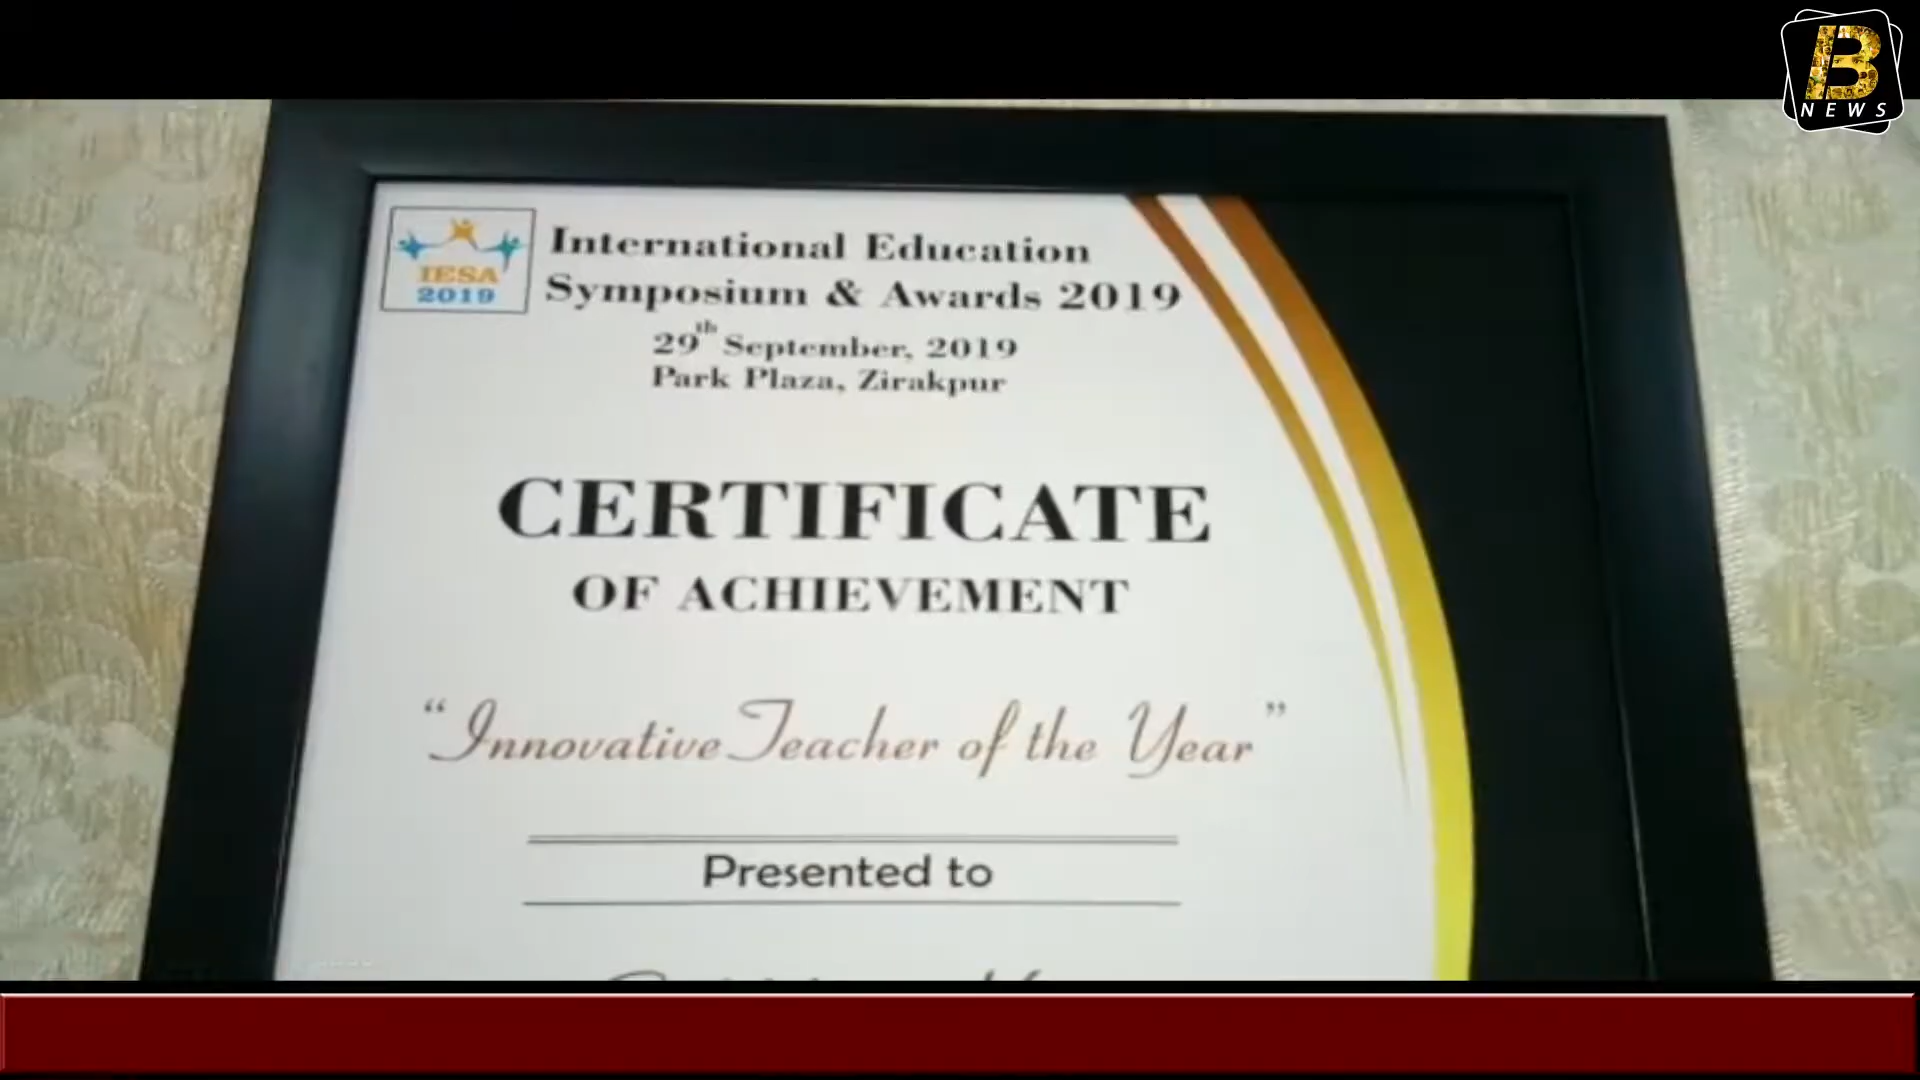 B
NEWS
IESA
2019
International Education
Symposium & Awards 2019
29th September, 2019
Park Plaza, Zirakpur
CERTIFICATE
OF ACHIEVEMENT
“Innovative Teacher of the Year”
Presented to